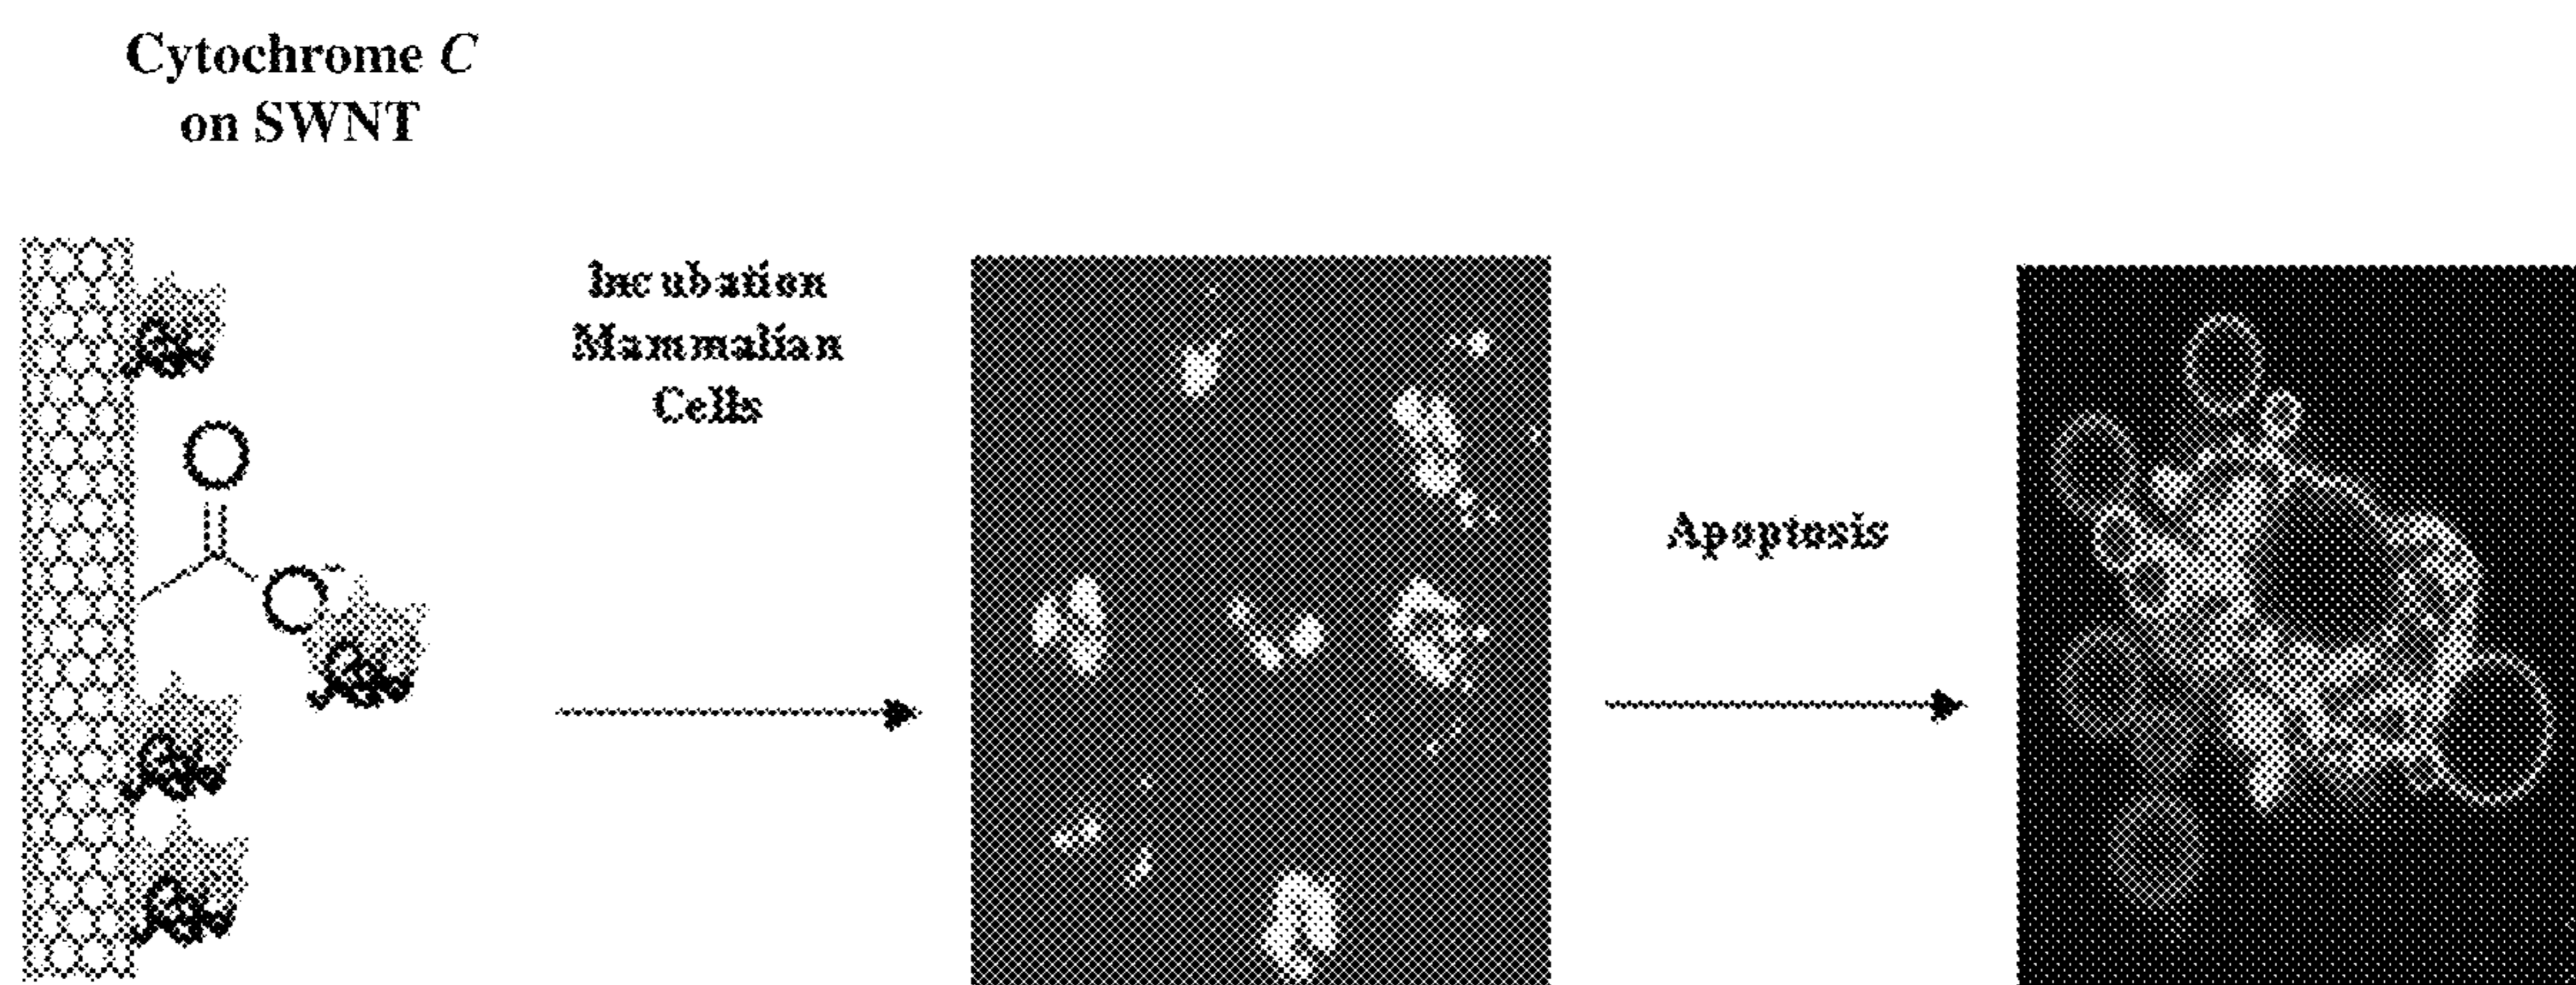 Cytochrome C
on SWNT
Incubation
Mammalian
Cells
O
O
Apoptosis